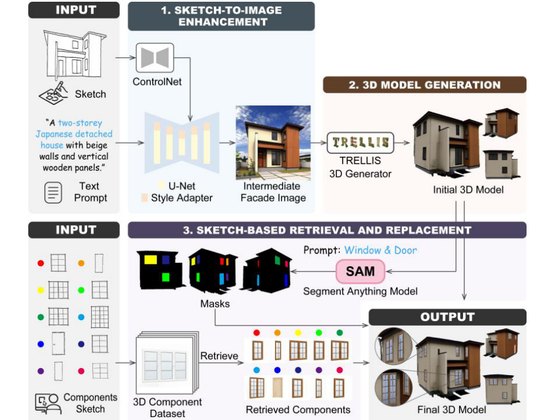 INPUT
1. SKETCH-TO-IMAGE
ENHANCEMENT
Sketch
ControlNet
"A two-storey
Japanese detached
house with beige
walls and vertical
wooden panels."
Text
Prompt
U-Net
Style Adapter
Intermediate
Facade Image
2. 3D MODEL GENERATION
TRELLIS
TRELLIS
3D Generator
Initial 3D Model
INPUT
3. SKETCH-BASED RETRIEVAL AND REPLACEMENT
Prompt: Window & Door
SAM
Segment Anything Model
Masks
Components
Sketch
3D Component
Dataset
Retrieve
Retrieved Components
OUTPUT
Final 3D Model